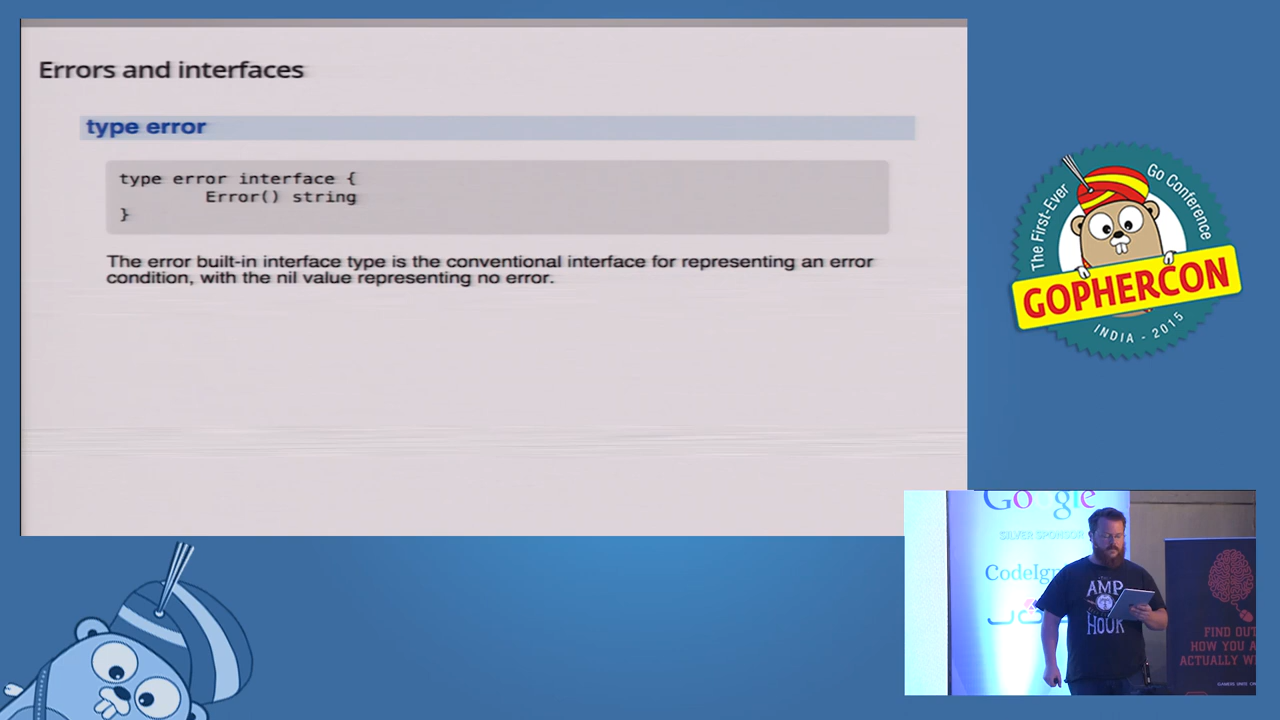 Errors and interfaces
type error
type error interface {
Error() string
}
The error built-in interface type is the conventional interface for representing an error
condition, with the nil value representing no error.
The First-Ever
Go Conference
GOPHERCON
INDIA - 2015
Google
SILVER SPONSOR
CodeIgn
AMP
HOUR
FIND OUT
HOW YOU A
ACTUALLY W